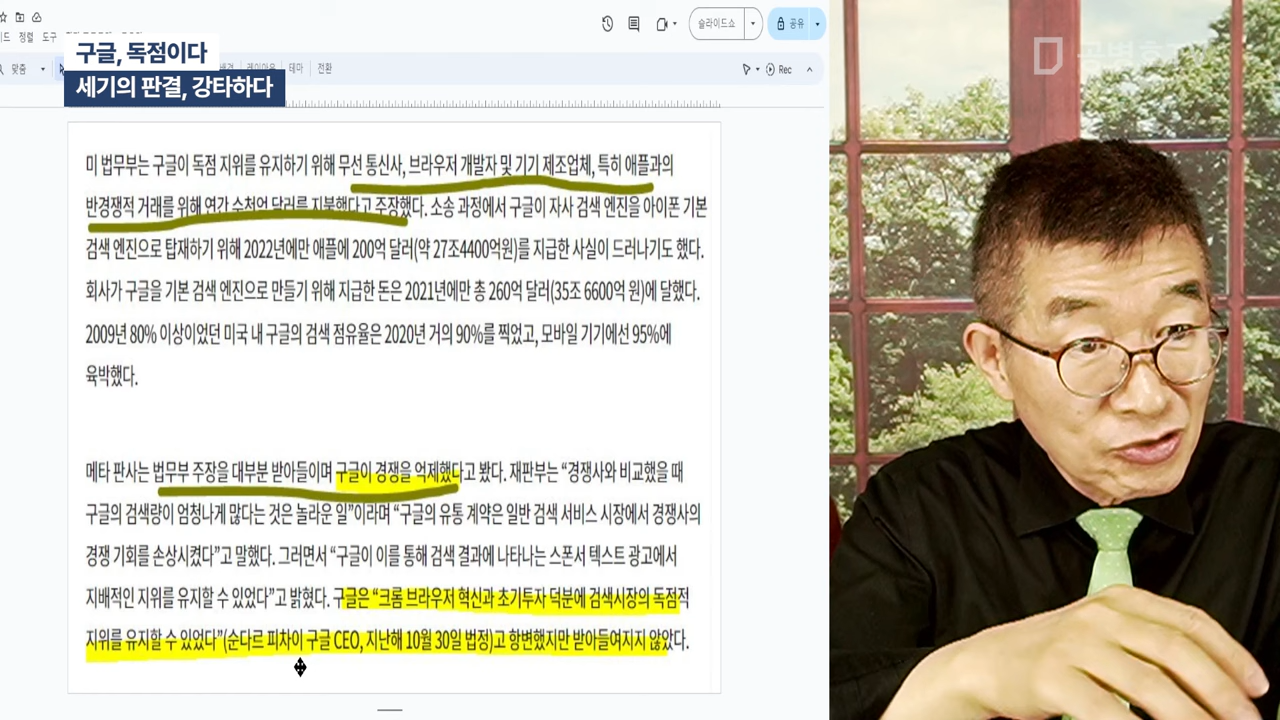 구글, 독점이다
세기의 판결, 강타하다
정렬 도구
슬라이드쇼
공유
맞춤
테마 전환
Rec
미 법무부는 구글이 독점 지위를 유지하기 위해 무선 통신사, 브라우저 개발자 및 기기 제조업체, 특히 애플과의
반경쟁적 거래를 위해 연간 수천억 달러를 지불했다고 주장했다. 소송 과정에서 구글이 자사 검색 엔진을 아이폰 기본
검색 엔진으로 탑재하기 위해 2022년에만 애플에 200억 달러(약 27조4400억원)를 지급한 사실이 드러나기도 했다.
회사가 구글을 기본 검색 엔진으로 만들기 위해 지급한 돈은 2021년에만 총 260억 달러(35조 6600억 원)에 달했다.
2009년 80% 이상이었던 미국 내 구글의 검색 점유율은 2020년 거의 90%를 찍었고, 모바일 기기에선 95%에
육박했다.
메타 판사는 법무부 주장을 대부분 받아들이며 구글이 경쟁을 억제했다고 봤다. 재판부는 “경쟁사와 비교했을 때
구글의 검색량이 엄청나게 많다는 것은 놀라운 일”이라며 “구글의 유통 계약은 일반 검색 서비스 시장에서 경쟁사의
경쟁 기회를 손상시켰다”고 말했다. 그러면서 “구글이 이를 통해 검색 결과에 나타나는 스폰서 텍스트 광고에서
지배적인 지위를 유지할 수 있었다”고 밝혔다. 구글은 “크롬 브라우저 혁신과 초기투자 덕분에 검색시장의 독점적
지위를 유지할 수 있었다”(순다르 피차이 구글 CEO, 지난해 10월 30일 법정)고 항변했지만 받아들여지지 않았다.